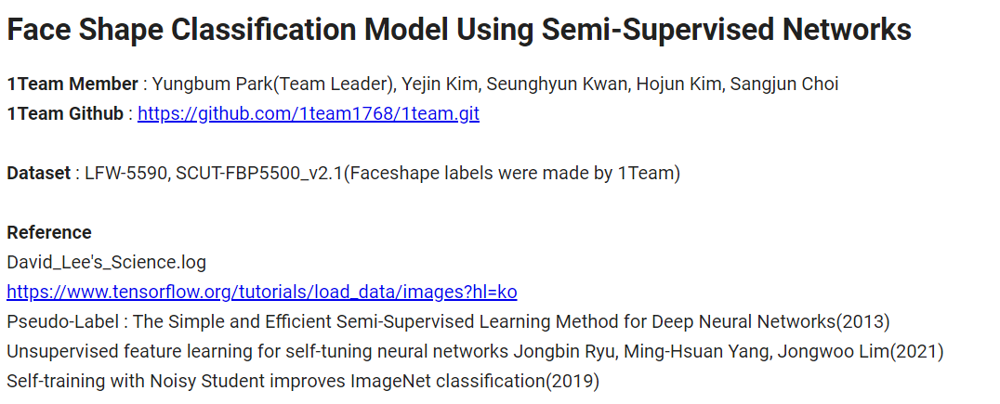 Face Shape Classification Model Using Semi-Supervised Networks
1Team Member : Yungbum Park(Team Leader), Yejin Kim, Seunghyun Kwan, Hojun Kim, Sangjun Choi
1Team Github : https://github.com/1team1768/1team.git
Dataset : LFW-5590, SCUT-FBP5500_v2.1(Faceshape labels were made by 1Team)
Reference
David_Lee's_Science.log
https://www.tensorflow.org/tutorials/load_data/images?hl=ko
Pseudo-Label : The Simple and Efficient Semi-Supervised Learning Method for Deep Neural Networks(2013)
Unsupervised feature learning for self-tuning neural networks Jongbin Ryu, Ming-Hsuan Yang, Jongwoo Lim(2021)
Self-training with Noisy Student improves ImageNet classification(2019)